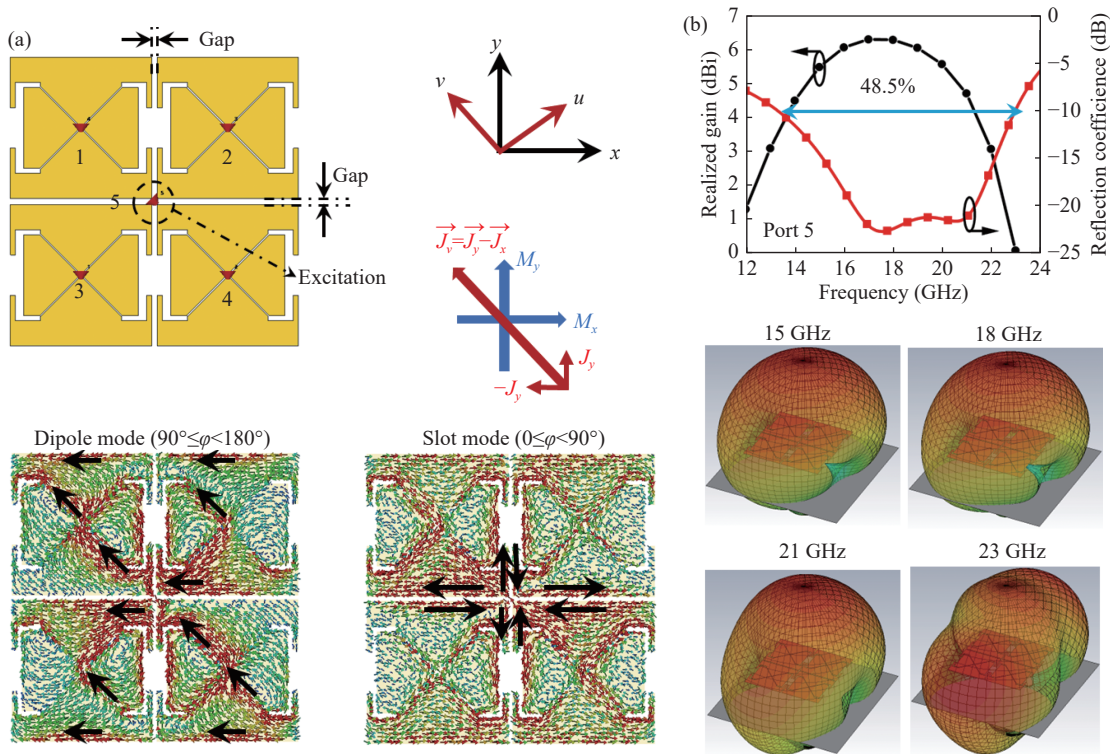 (a)
Gap
1
2
5
Gap
3
4
Excitation
y
v
u
x
J_v=J_y−J_x
M_y
M_x
J_y
−J_y
Dipole mode (90°≤φ<180°)
Slot mode (0≤φ<90°)
(b)
7
6
5
4
3
2
1
0
Realized gain (dBi)
0
−5
−10
−15
−20
−25
Reflection coefficience (dB)
48.5%
Port 5
12 14 16 18 20 22 24
Frequency (GHz)
15 GHz
18 GHz
21 GHz
23 GHz